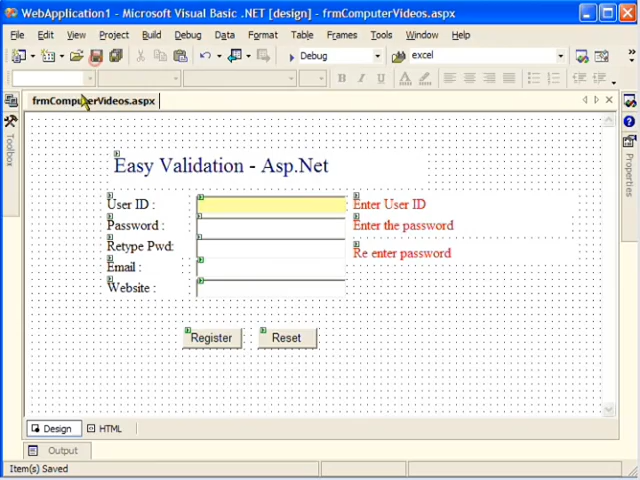 WebApplication1 - Microsoft Visual Basic .NET [design] - frmComputerVideos.aspx
File Edit View Project Build Debug Data Format Table Frames Tools Window Help
Debug excel
frmComputerVideos.aspx
Toolbox
Properties
Easy Validation - Asp.Net
User ID : Enter User ID
Password : Enter the password
Retype Pwd: Re enter password
Email :
Website :
Register Reset
Design HTML
Output
Item(s) Saved